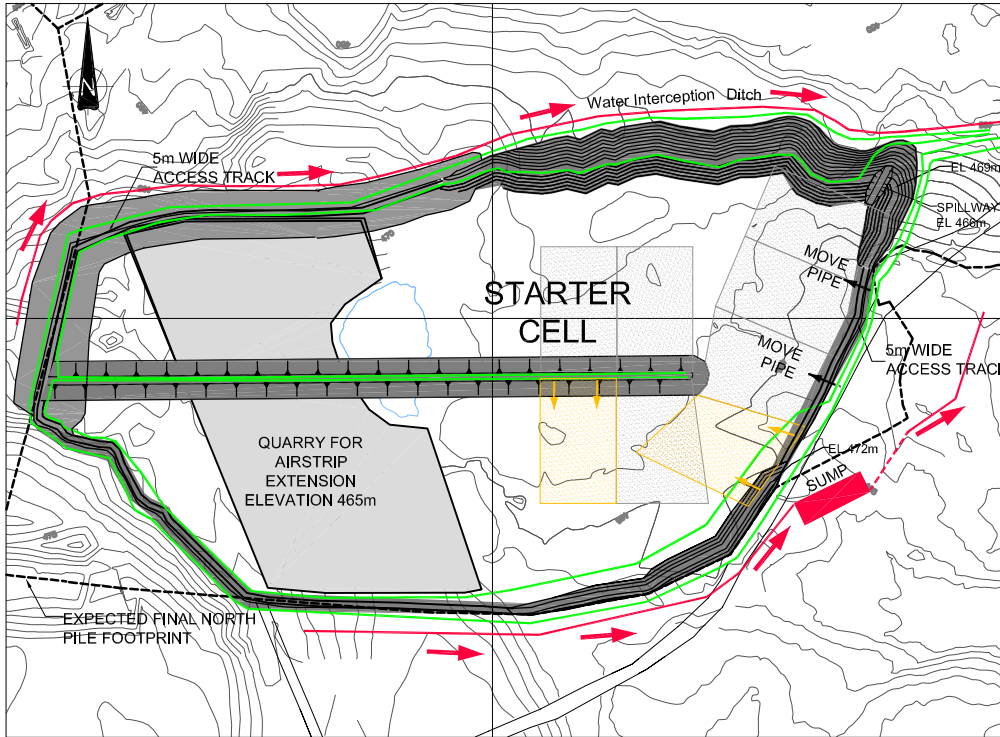 N
Water Interception Ditch
5m WIDE
ACCESS TRACK
EL 469m
SPILLWAY
EL 466m
MOVE
PIPE
STARTER
CELL
MOVE
PIPE
5m WIDE
ACCESS TRACK
QUARRY FOR
AIRSTRIP
EXTENSION
ELEVATION 465m
EL 472m
SUMP
EXPECTED FINAL NORTH
PILE FOOTPRINT